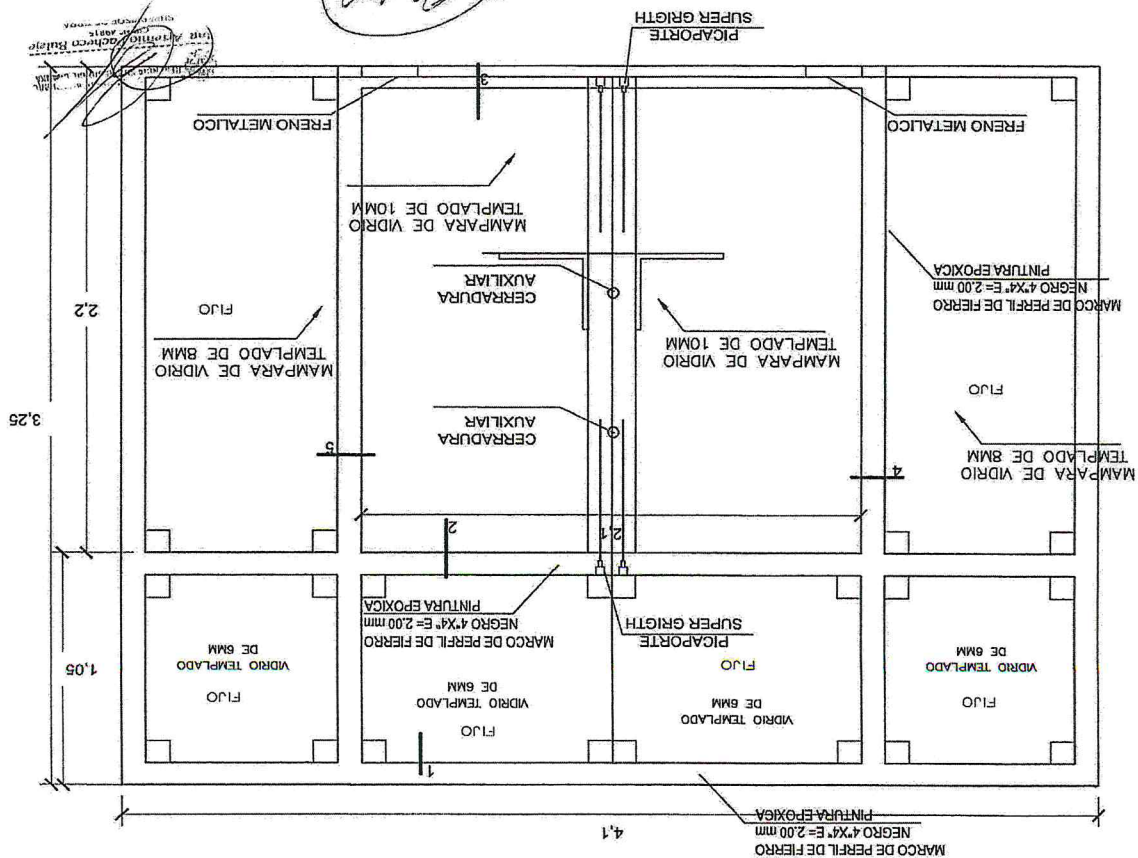 MARCO DE PERFIL DE FIERRO
NEGRO 4"X4" E= 2.00 mm
PINTURA EPOXICA
4,1
1
FIJO
VIDRIO TEMPLADO
DE 6MM
VIDRIO TEMPLADO
DE 6MM
FIJO
FIJO
VIDRIO TEMPLADO
DE 6MM
FIJO
VIDRIO TEMPLADO
DE 6MM
1,05
PICAPORTE
SUPER GRIGTH
MARCO DE PERFIL DE FIERRO
NEGRO 4"X4" E= 2.00 mm
PINTURA EPOXICA
2,1
2
4
5
MAMPARA DE VIDRIO
TEMPLADO DE 8MM
FIJO
CERRADURA
AUXILIAR
3,25
MAMPARA DE VIDRIO
TEMPLADO DE 10MM
MAMPARA DE VIDRIO
TEMPLADO DE 8MM
FIJO
2,2
MARCO DE PERFIL DE FIERRO
NEGRO 4"X4" E= 2.00 mm
PINTURA EPOXICA
CERRADURA
AUXILIAR
MAMPARA DE VIDRIO
TEMPLADO DE 10MM
FRENO METALICO
FRENO METALICO
3
PICAPORTE
SUPER GRIGTH
Ing. Artemio Pacheco Bulaje